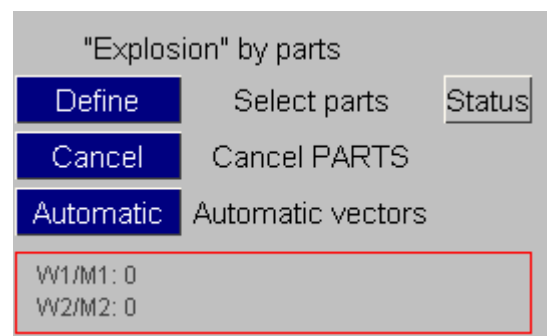 "Explosion" by parts
Define Select parts Status
Cancel Cancel PARTS
Automatic Automatic vectors
W1/M1: 0
W2/M2: 0